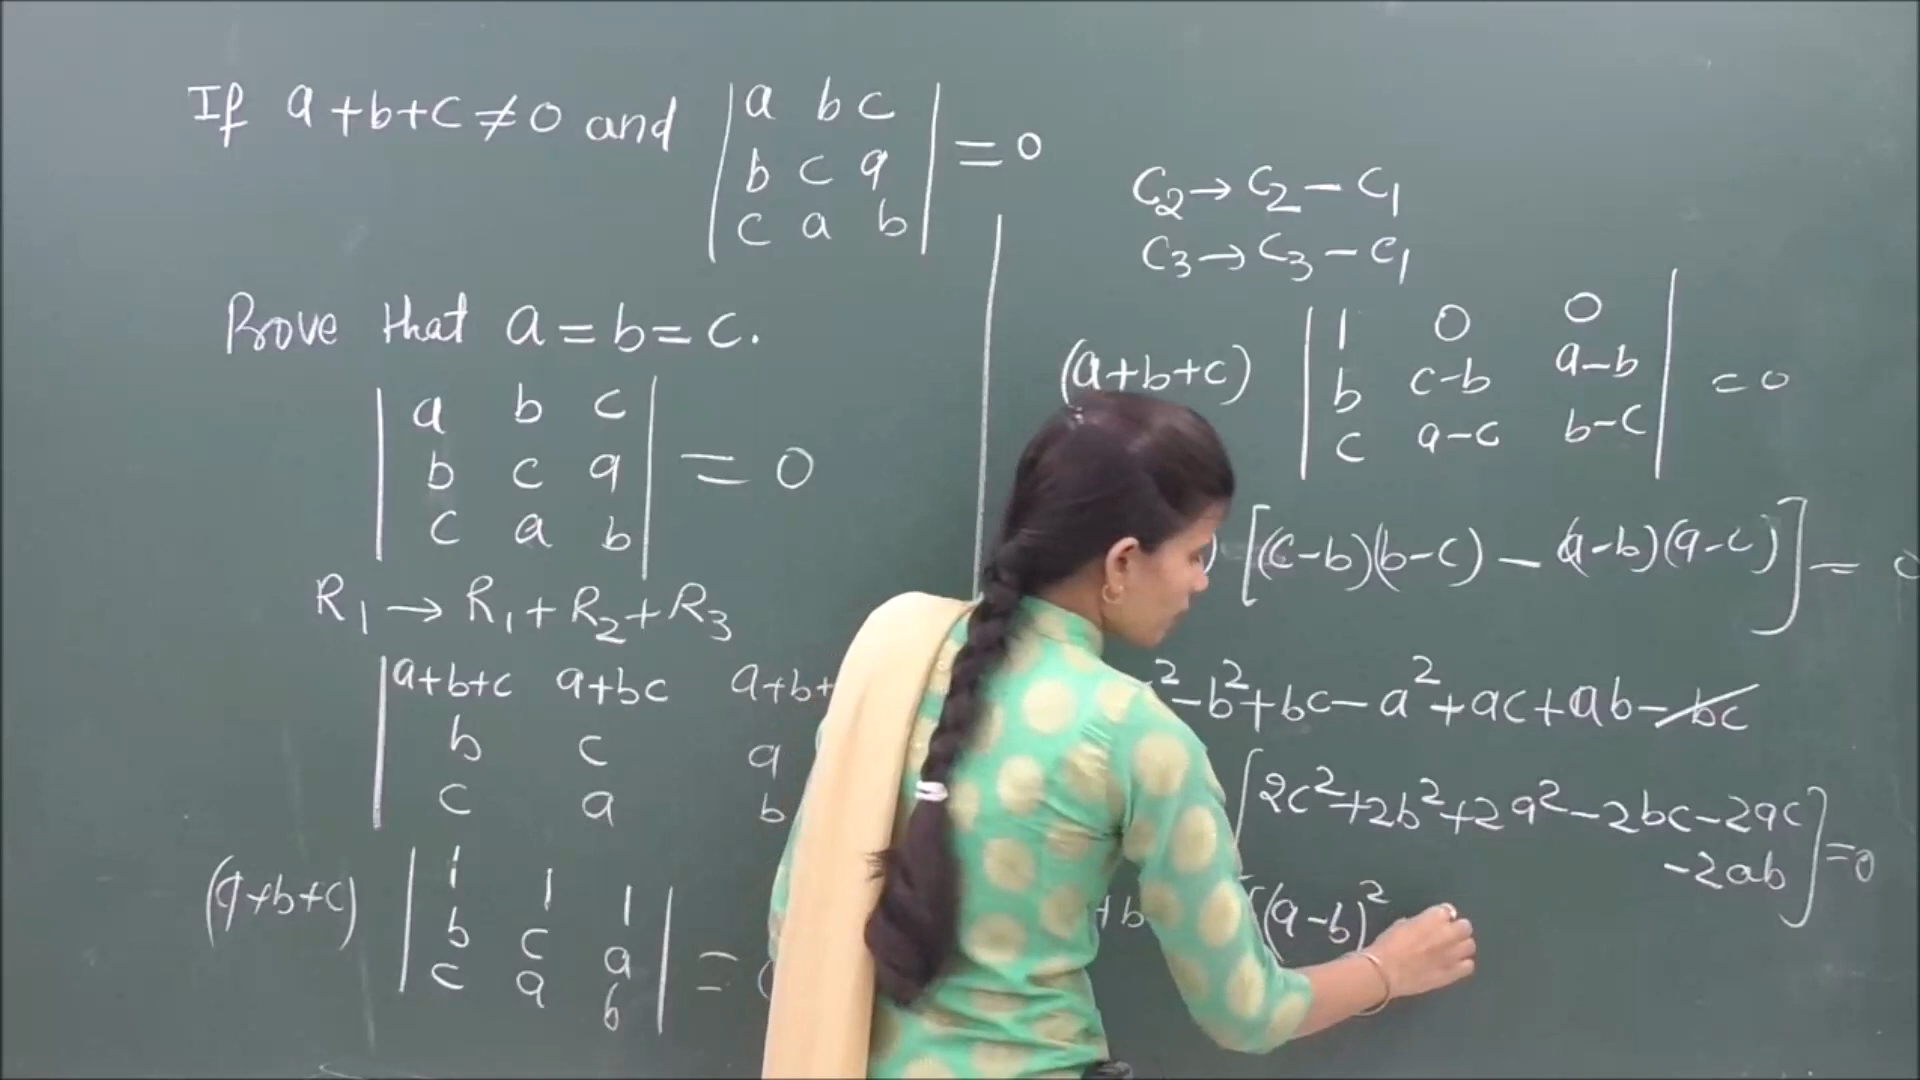 If a+b+c≠0 and | a b c |
| b c a | = 0
| c a b |
Prove that a = b = c.
| a b c |
| b c a | = 0
| c a b |
R₁ → R₁ + R₂ + R₃
| a+b+c a+bc a+b+
| b c a
| c a b
(a+b+c) | 1 1 1 |
| b c a | =
| c a b |
C₂ → C₂ – C₁
C₃ → C₃ – C₁
| 1 0 0 |
(a+b+c) | b c-b a-b | = 0
| c a-c b-c |
) [(c-b)(b-c) – (a-b)(a-c)] = 0
² - b² + bc - a² + ac + ab - bc
[2c² + 2b² + 2a² - 2bc - 2ac
-2ab] = 0
+b [(a-b)²